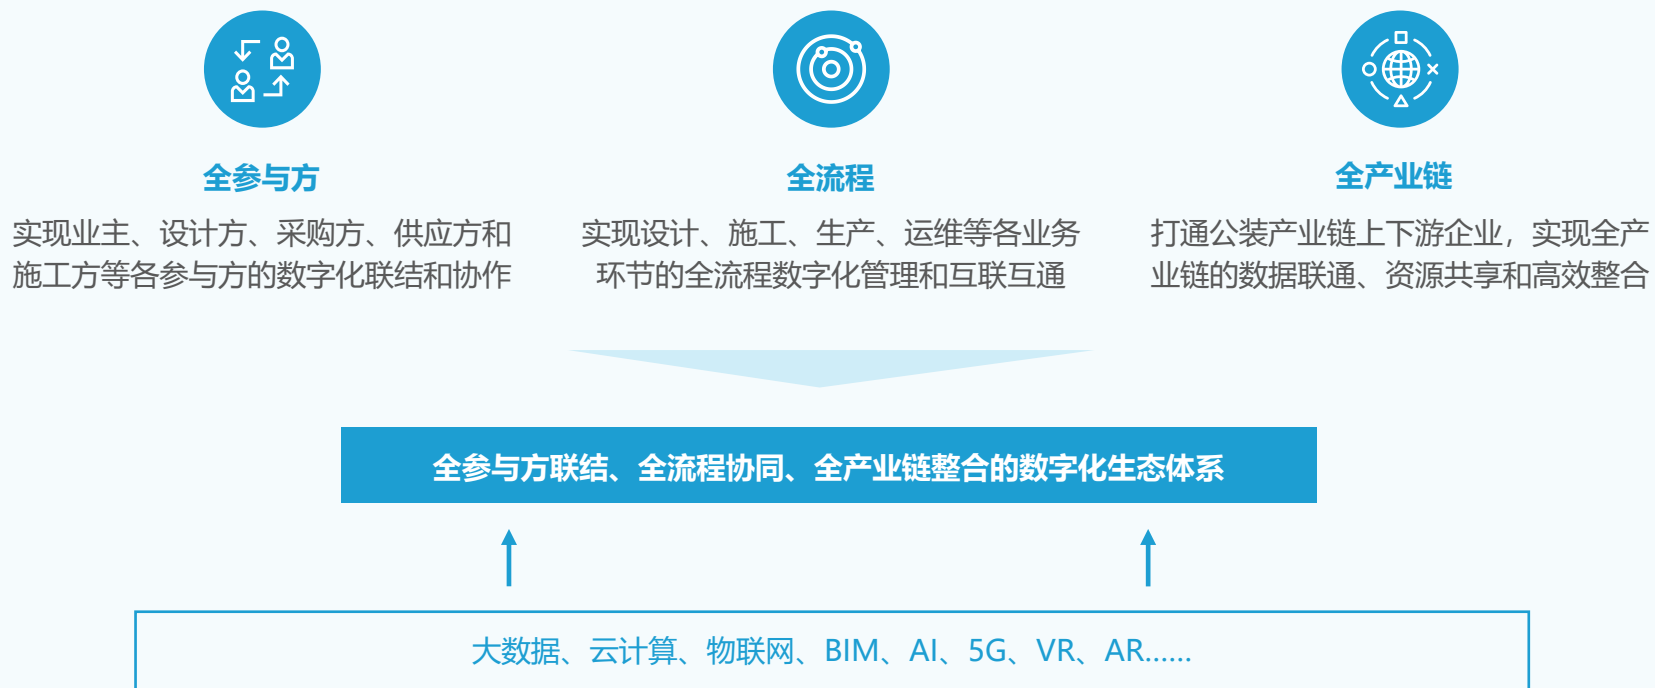 全参与方
实现业主、设计方、采购方、供应方和
施工方等各参与方的数字化联结和协作
全流程
实现设计、施工、生产、运维等各业务
环节的全流程数字化管理和互联互通
全产业链
打通公装产业链上下游企业，实现全产
业链的数据联通、资源共享和高效整合
全参与方联结、全流程协同、全产业链整合的数字化生态体系
大数据、云计算、物联网、BIM、AI、5G、VR、AR......